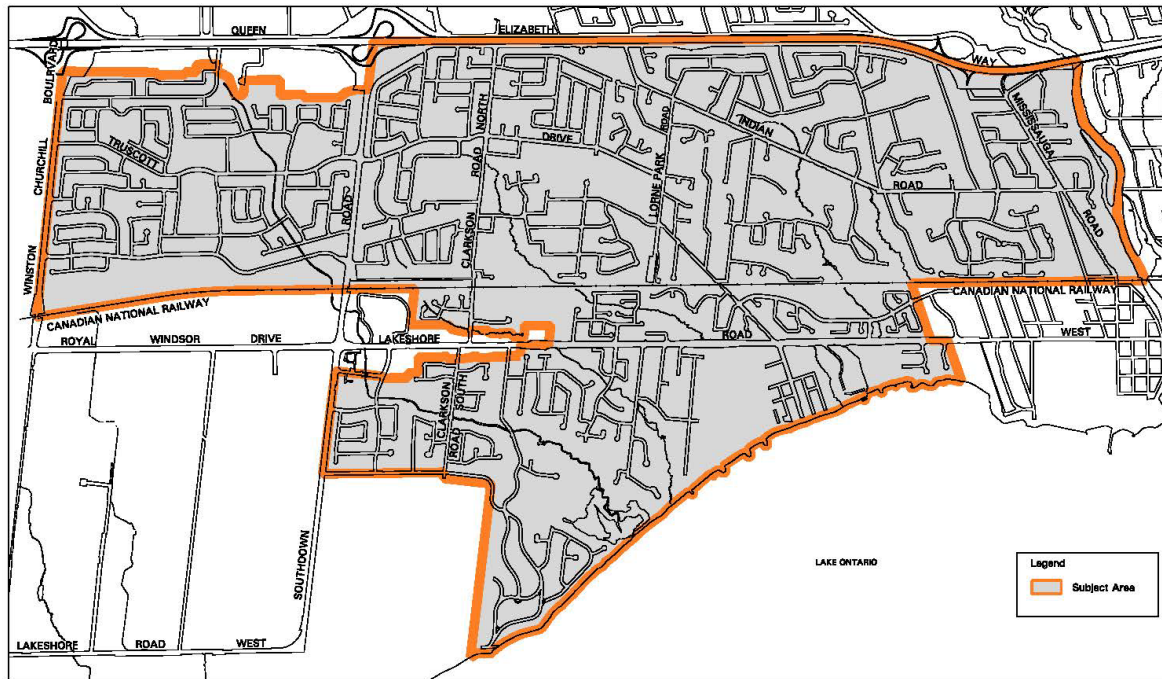 QUEEN
ELIZABETH
WAY
BOULRVARD
CHURCHILL
WINSTON
TRUSCOTT
ROAD
NORTH
ROAD
CLARKSON
DRIVE
ROAD
LORNE PARK
INDIAN
ROAD
MISSISSAUGA
ROAD
CANADIAN NATIONAL RAILWAY
CANADIAN NATIONAL RAILWAY
ROYAL
WINDSOR
DRIVE
LAKESHORE
ROAD
WEST
CLARKSON
ROAD
SOUTH
SOUTHDOWN
LAKESHORE
ROAD
WEST
LAKE ONTARIO
Legend
Subject Area